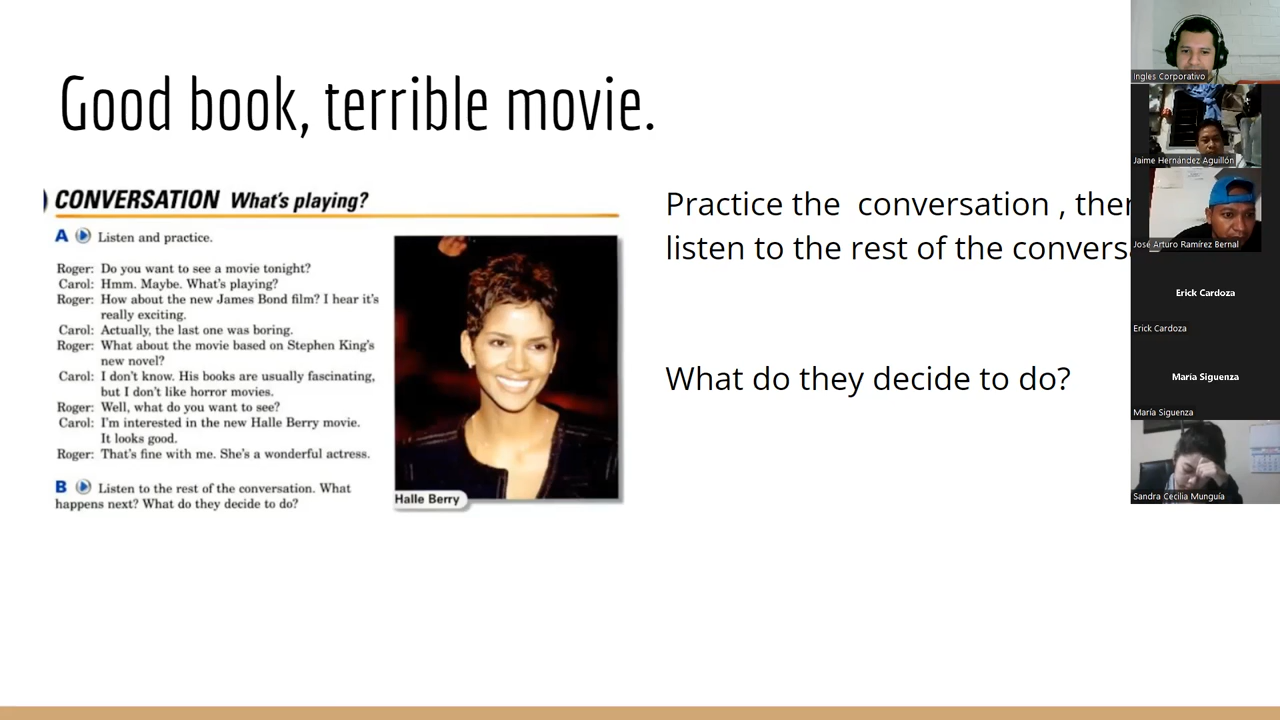 Good book, terrible movie.
CONVERSATION What's playing?
A Listen and practice.
Roger: Do you want to see a movie tonight?
Carol: Hmm. Maybe. What's playing?
Roger: How about the new James Bond film? I hear it's
really exciting.
Carol: Actually, the last one was boring.
Roger: What about the movie based on Stephen King's
new novel?
Carol: I don't know. His books are usually fascinating,
but I don't like horror movies.
Roger: Well, what do you want to see?
Carol: I'm interested in the new Halle Berry movie.
It looks good.
Roger: That's fine with me. She's a wonderful actress.
B Listen to the rest of the conversation. What
happens next? What do they decide to do?
Halle Berry
Practice the conversation , then
listen to the rest of the convers
What do they decide to do?
Ingles Corporativo
Jaime Hernández Aguillón
José Arturo Ramírez Bernal
Erick Cardoza
Erick Cardoza
María Siguenza
María Siguenza
Sandra Cecilia Munguía